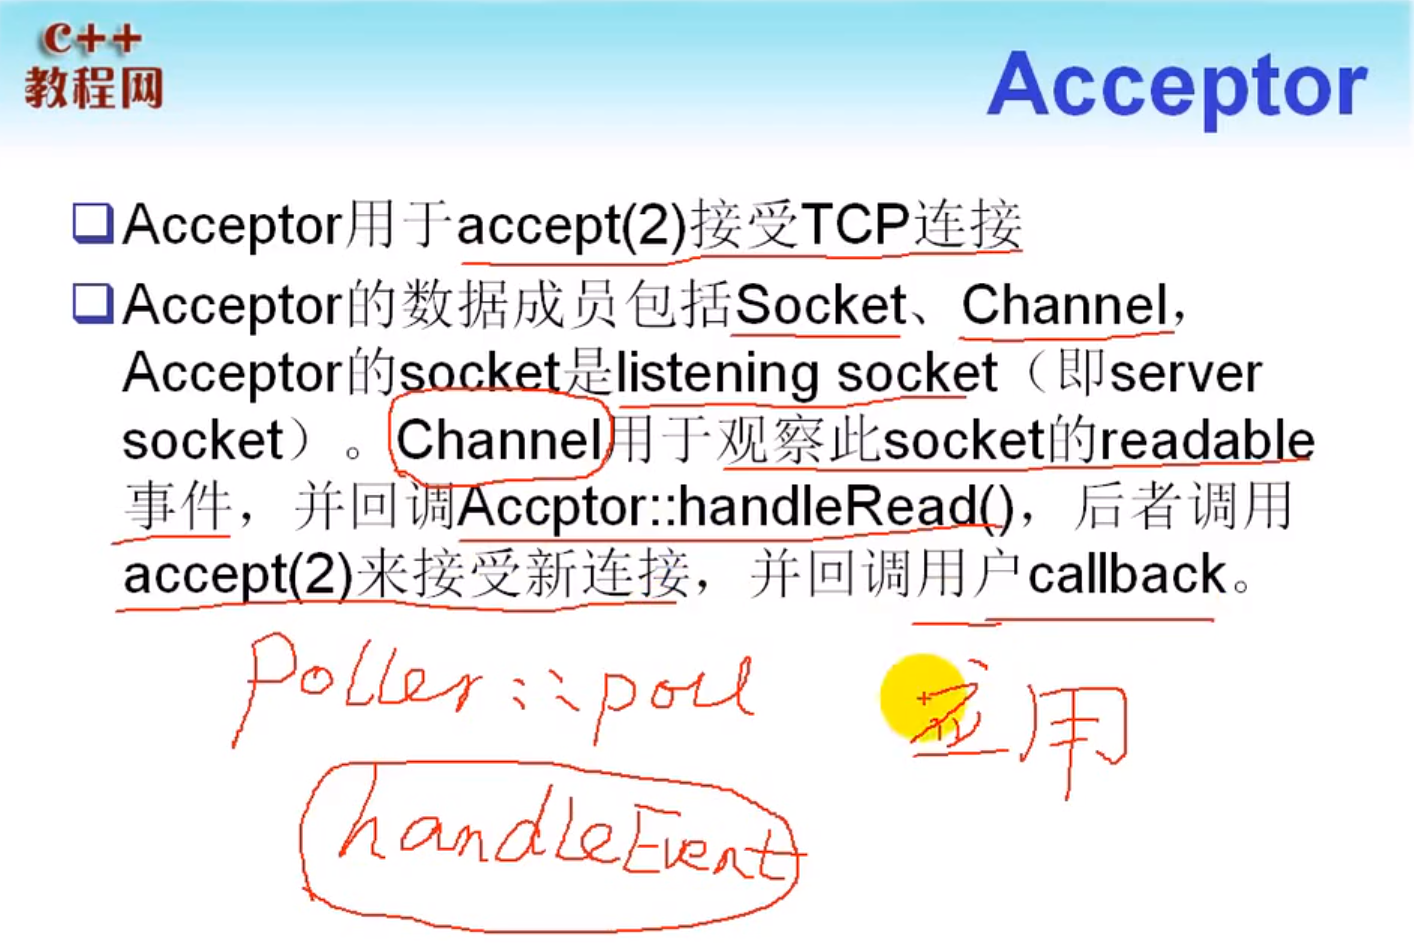 C++
教程网
Acceptor
Acceptor用于accept(2)接受TCP连接
Acceptor的数据成员包括Socket、Channel，
Acceptor的socket是listening socket（即server
socket）。Channel用于观察此socket的readable
事件，并回调Accptor::handleRead()，后者调用
accept(2)来接受新连接，并回调用户callback。
Poller::poll
应用
handleEvent